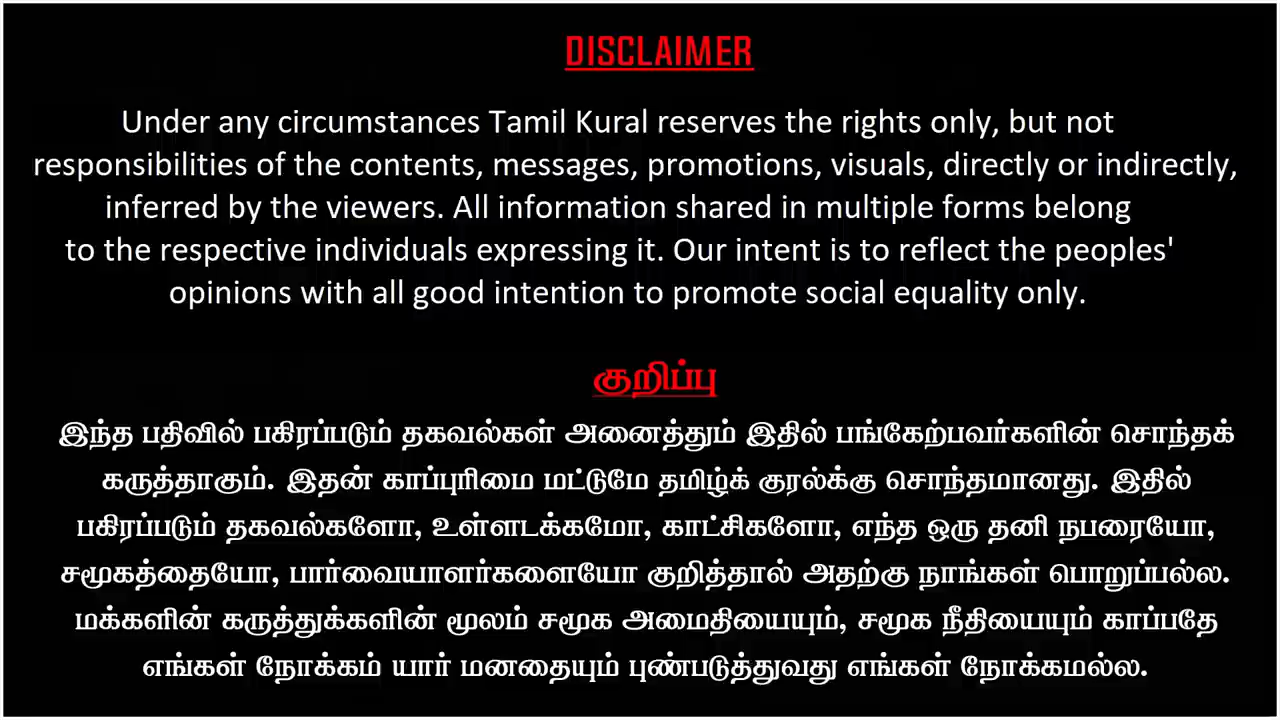 DISCLAIMER
Under any circumstances Tamil Kural reserves the rights only, but not
responsibilities of the contents, messages, promotions, visuals, directly or indirectly,
inferred by the viewers. All information shared in multiple forms belong
to the respective individuals expressing it. Our intent is to reflect the peoples'
opinions with all good intention to promote social equality only.
குறிப்பு
இந்த பதிவில் பகிரப்படும் தகவல்கள் அனைத்தும் இதில் பங்கேற்பவர்களின் சொந்தக்
கருத்தாகும். இதன் காப்புரிமை மட்டுமே தமிழ்க் குரல்க்கு சொந்தமானது. இதில்
பகிரப்படும் தகவல்களோ, உள்ளடக்கமோ, காட்சிகளோ, எந்த ஒரு தனி நபரையோ,
சமூகத்தையோ, பார்வையாளர்களையோ குறித்தால் அதற்கு நாங்கள் பொறுப்பல்ல.
மக்களின் கருத்துக்களின் மூலம் சமூக அமைதியையும், சமூக நீதியையும் காப்பதே
எங்கள் நோக்கம் யார் மனதையும் புண்படுத்துவது எங்கள் நோக்கமல்ல.